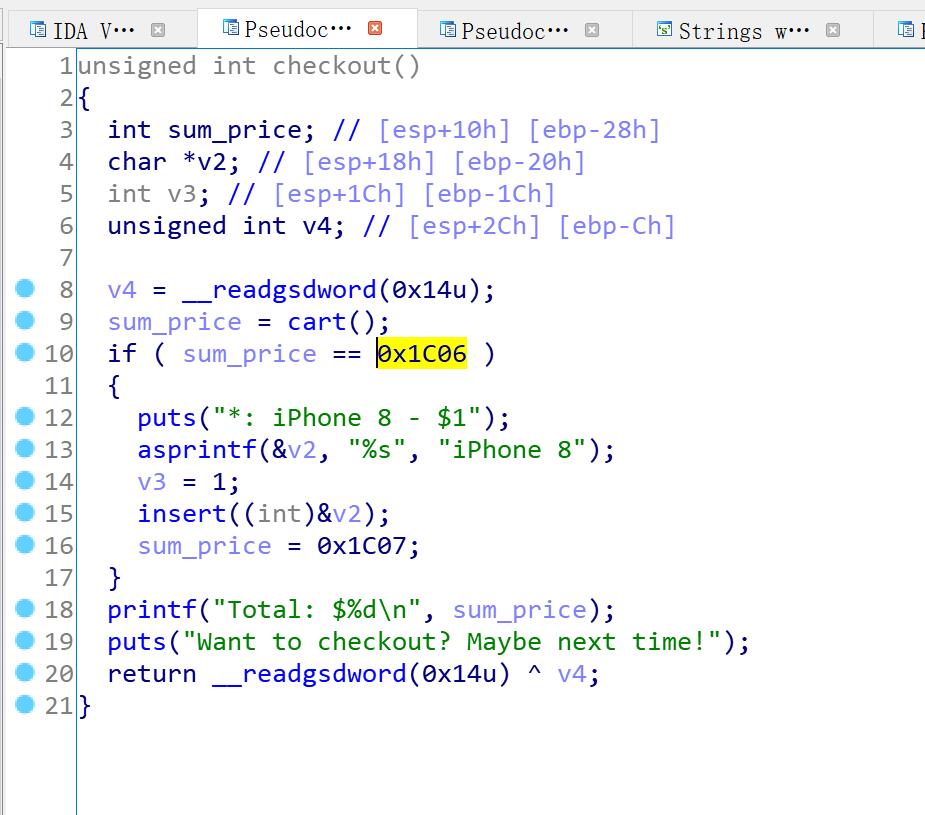 IDA V··· Pseudoc··· Pseudoc··· Strings w···
1 unsigned int checkout()
2 {
3 int sum_price; // [esp+10h] [ebp-28h]
4 char *v2; // [esp+18h] [ebp-20h]
5 int v3; // [esp+1Ch] [ebp-1Ch]
6 unsigned int v4; // [esp+2Ch] [ebp-Ch]
7
8 v4 = __readgsdword(0x14u);
9 sum_price = cart();
10 if ( sum_price == 0x1C06 )
11 {
12 puts("*: iPhone 8 - $1");
13 asprintf(&v2, "%s", "iPhone 8");
14 v3 = 1;
15 insert((int)&v2);
16 sum_price = 0x1C07;
17 }
18 printf("Total: $%d\n", sum_price);
19 puts("Want to checkout? Maybe next time!");
20 return __readgsdword(0x14u) ^ v4;
21 }